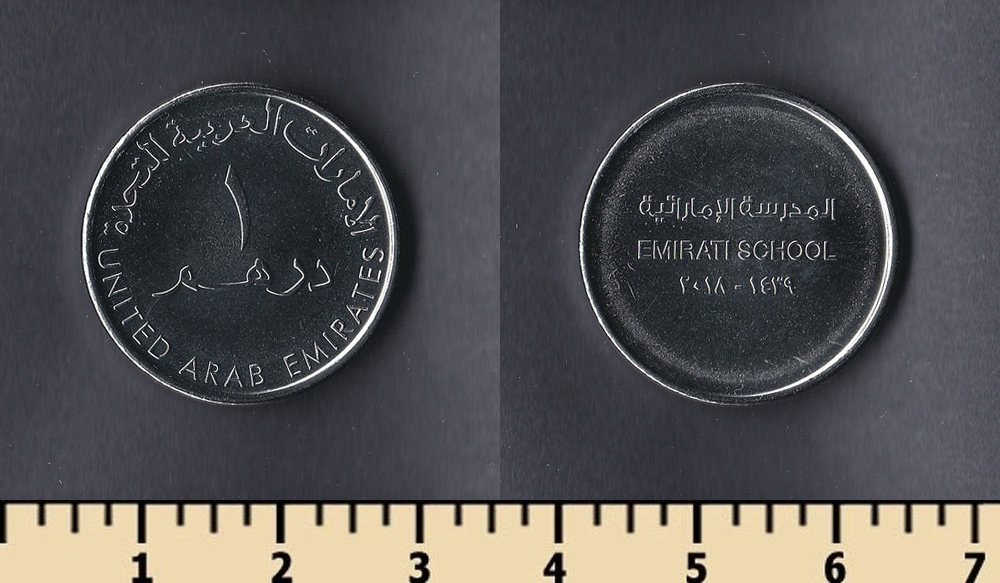 الإمارات العربية المتحدة
١
درهم
UNITED ARAB EMIRATES
المدرسة الإماراتية
EMIRATI SCHOOL
٢٠١٨ - ١٤٣٩
1 2 3 4 5 6 7